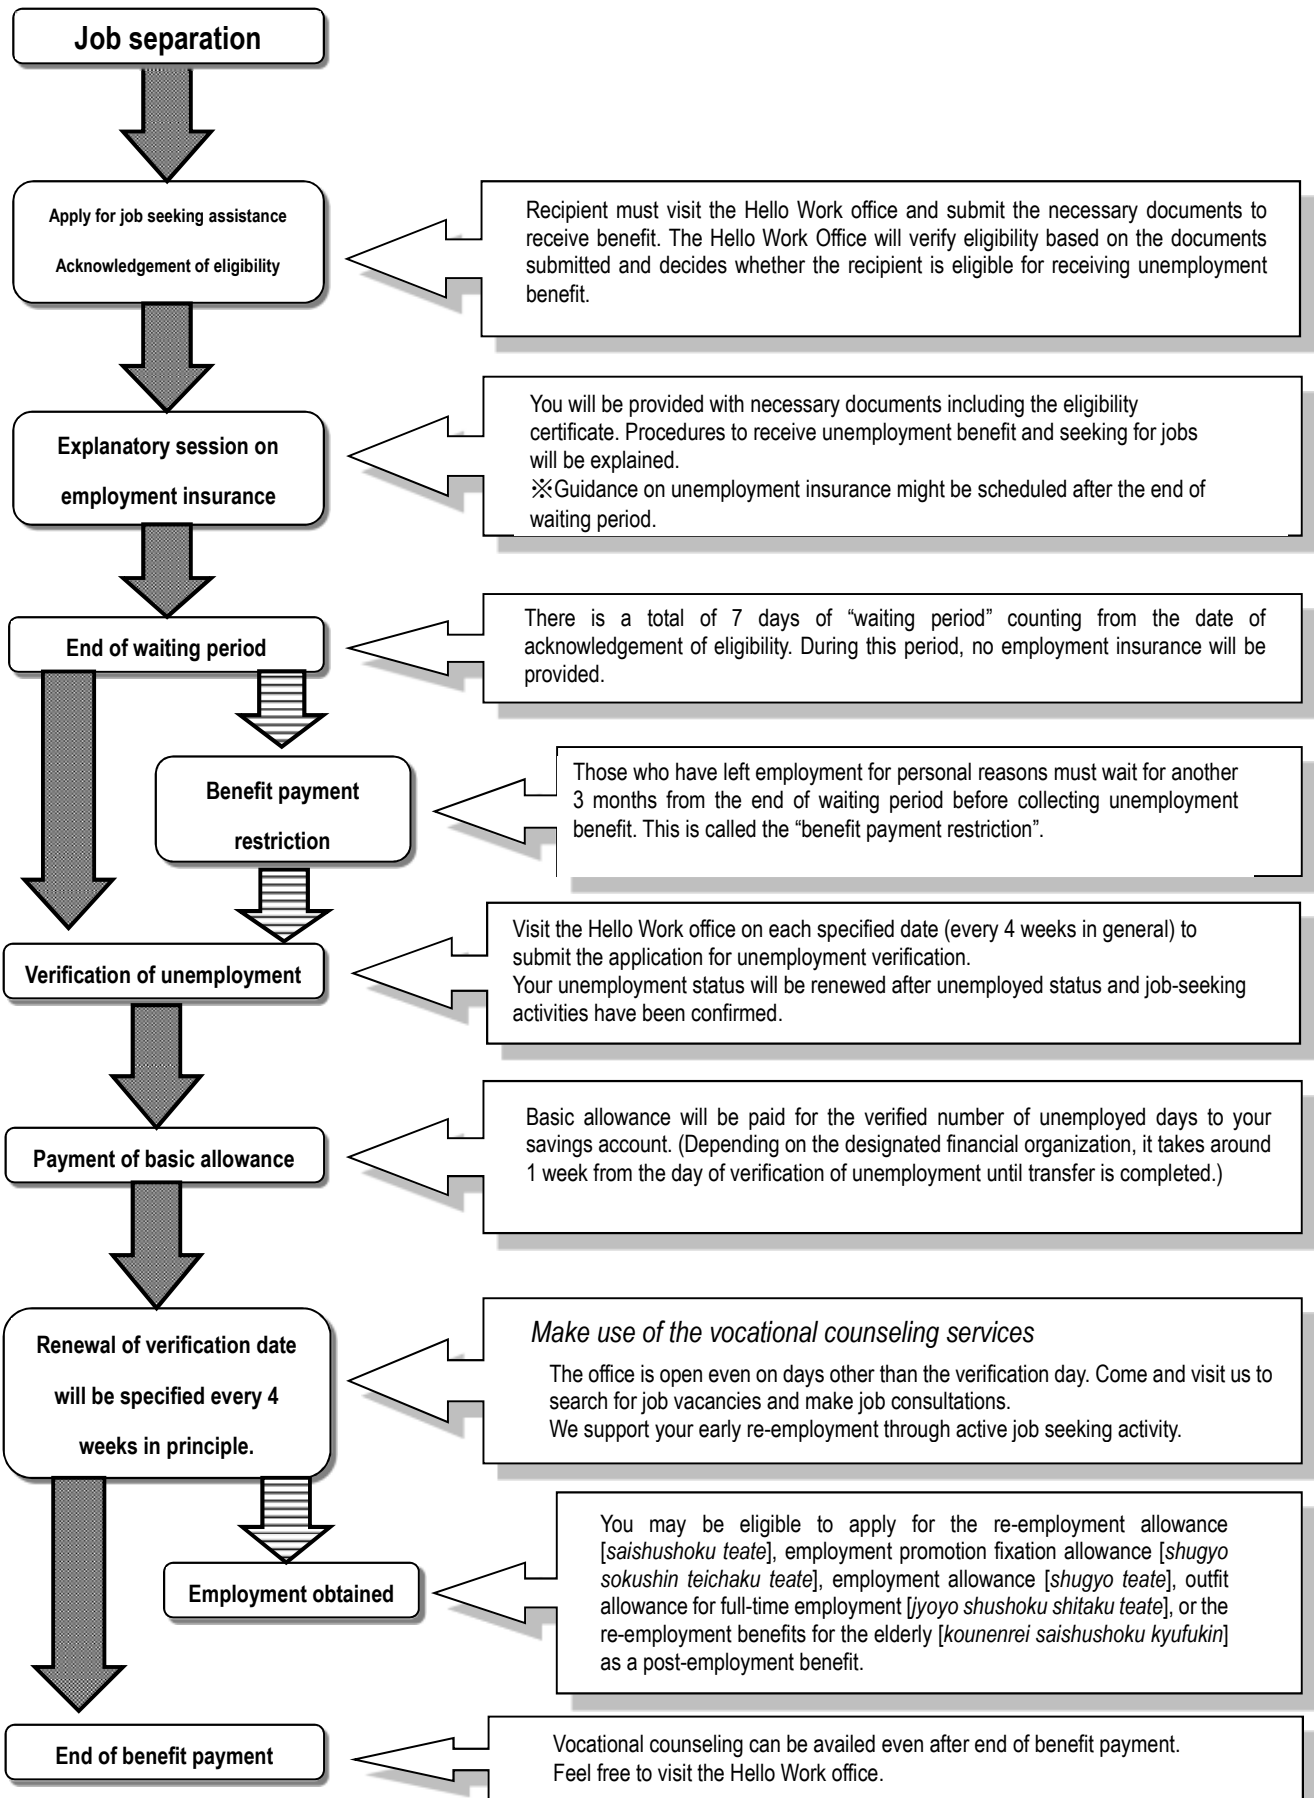 Job separation
Apply for job seeking assistance
Acknowledgement of eligibility
Recipient must visit the Hello Work office and submit the necessary documents to
receive benefit. The Hello Work Office will verify eligibility based on the documents
submitted and decides whether the recipient is eligible for receiving unemployment
benefit.
Explanatory session on
employment insurance
You will be provided with necessary documents including the eligibility
certificate. Procedures to receive unemployment benefit and seeking for jobs
will be explained.
※Guidance on unemployment insurance might be scheduled after the end of
waiting period.
End of waiting period
There is a total of 7 days of “waiting period” counting from the date of
acknowledgement of eligibility. During this period, no employment insurance will be
provided.
Benefit payment
restriction
Those who have left employment for personal reasons must wait for another
3 months from the end of waiting period before collecting unemployment
benefit. This is called the “benefit payment restriction”.
Verification of unemployment
Visit the Hello Work office on each specified date (every 4 weeks in general) to
submit the application for unemployment verification.
Your unemployment status will be renewed after unemployed status and job-seeking
activities have been confirmed.
Payment of basic allowance
Basic allowance will be paid for the verified number of unemployed days to your
savings account. (Depending on the designated financial organization, it takes around
1 week from the day of verification of unemployment until transfer is completed.)
Renewal of verification date
will be specified every 4
weeks in principle.
Make use of the vocational counseling services
The office is open even on days other than the verification day. Come and visit us to
search for job vacancies and make job consultations.
We support your early re-employment through active job seeking activity.
Employment obtained
You may be eligible to apply for the re-employment allowance
[saishushoku teate], employment promotion fixation allowance [shugyo
sokushin teichaku teate], employment allowance [shugyo teate], outfit
allowance for full-time employment [jyoyo shushoku shitaku teate], or the
re-employment benefits for the elderly [kounenrei saishushoku kyufukin]
as a post-employment benefit.
End of benefit payment
Vocational counseling can be availed even after end of benefit payment.
Feel free to visit the Hello Work office.